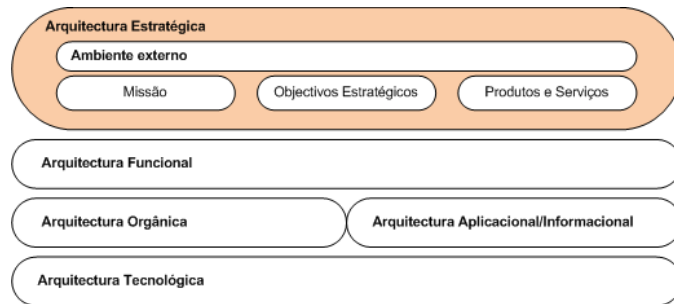 Arquitectura Estratégica
Ambiente externo
Missão
Objectivos Estratégicos
Produtos e Serviços
Arquitectura Funcional
Arquitectura Orgânica
Arquitectura Aplicacional/Informacional
Arquitectura Tecnológica